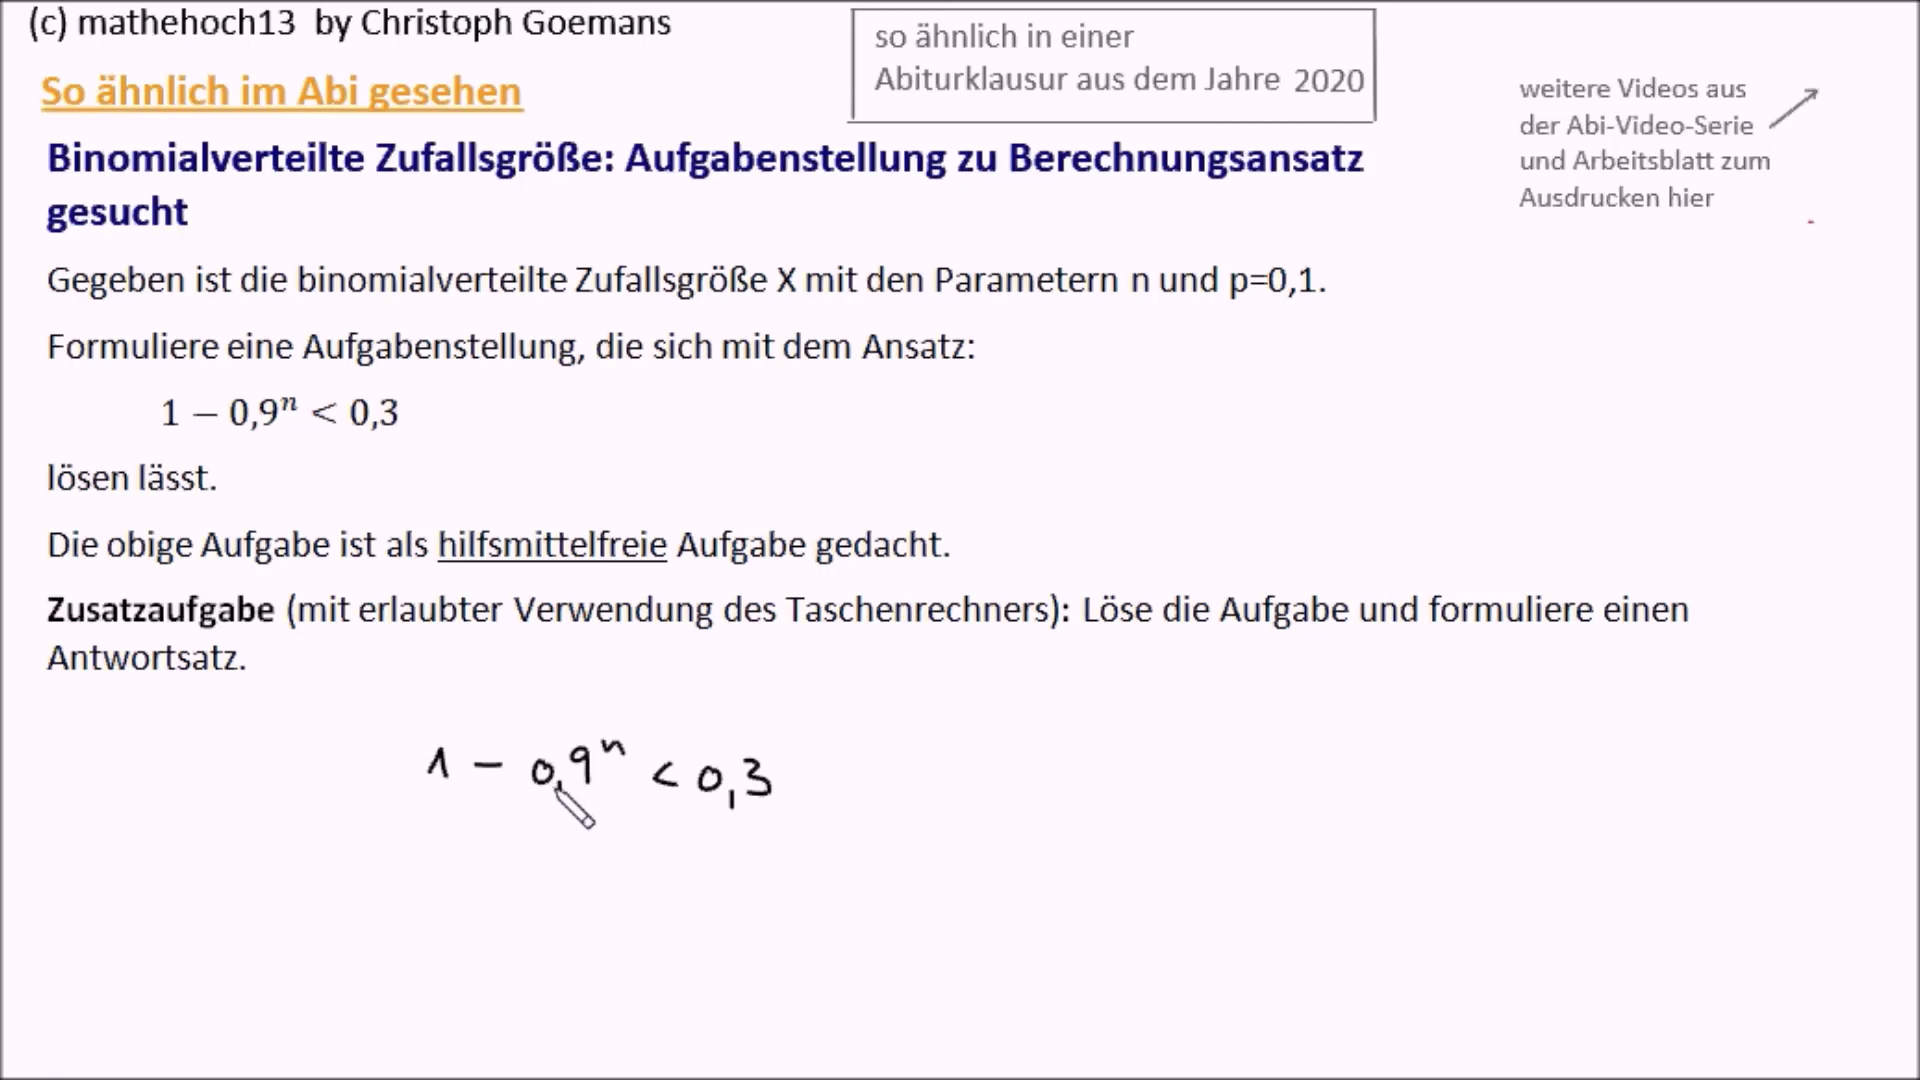 (c) mathehoch13 by Christoph Goemans
so ähnlich in einer
Abiturklausur aus dem Jahre 2020
weitere Videos aus
der Abi-Video-Serie
und Arbeitsblatt zum
Ausdrucken hier
So ähnlich im Abi gesehen
Binomialverteilte Zufallsgröße: Aufgabenstellung zu Berechnungsansatz
gesucht
Gegeben ist die binomialverteilte Zufallsgröße X mit den Parametern n und p=0,1.
Formuliere eine Aufgabenstellung, die sich mit dem Ansatz:
1 − 0,9ⁿ < 0,3
lösen lässt.
Die obige Aufgabe ist als hilfsmittelfreie Aufgabe gedacht.
Zusatzaufgabe (mit erlaubter Verwendung des Taschenrechners): Löse die Aufgabe und formuliere einen
Antwortsatz.
1 − 0,9ⁿ < 0,3